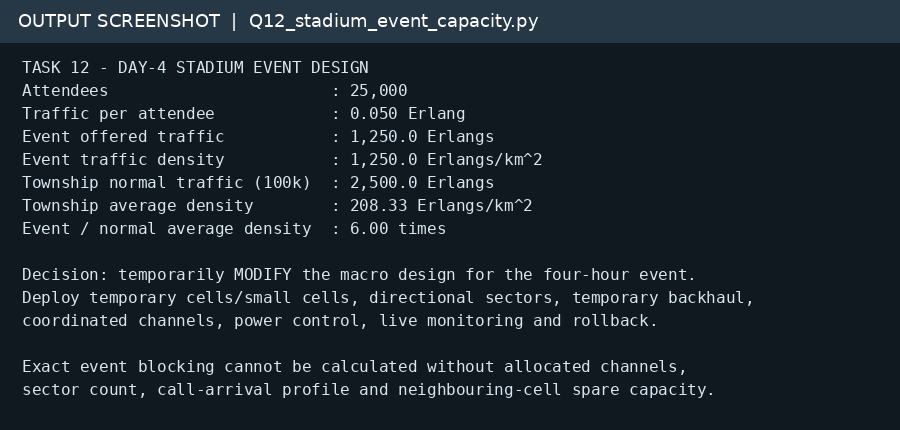 OUTPUT SCREENSHOT | Q12_stadium_event_capacity.py
TASK 12 - DAY-4 STADIUM EVENT DESIGN
Attendees : 25,000
Traffic per attendee : 0.050 Erlang
Event offered traffic : 1,250.0 Erlangs
Event traffic density : 1,250.0 Erlangs/km^2
Township normal traffic (100k) : 2,500.0 Erlangs
Township average density : 208.33 Erlangs/km^2
Event / normal average density : 6.00 times
Decision: temporarily MODIFY the macro design for the four-hour event.
Deploy temporary cells/small cells, directional sectors, temporary backhaul,
coordinated channels, power control, live monitoring and rollback.
Exact event blocking cannot be calculated without allocated channels,
sector count, call-arrival profile and neighbouring-cell spare capacity.